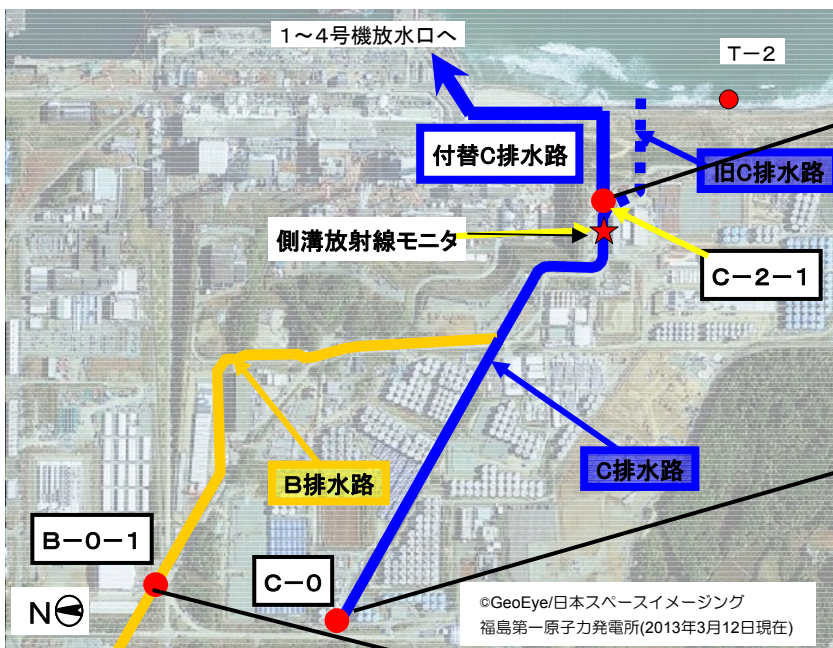 1～4号機放水口へ
T－2
付替C排水路
旧C排水路
側溝放射線モニタ
C－2－1
B排水路
C排水路
B－0－1
C－0
N
©GeoEye/日本スペースイメージング
福島第一原子力発電所(2013年3月12日現在)